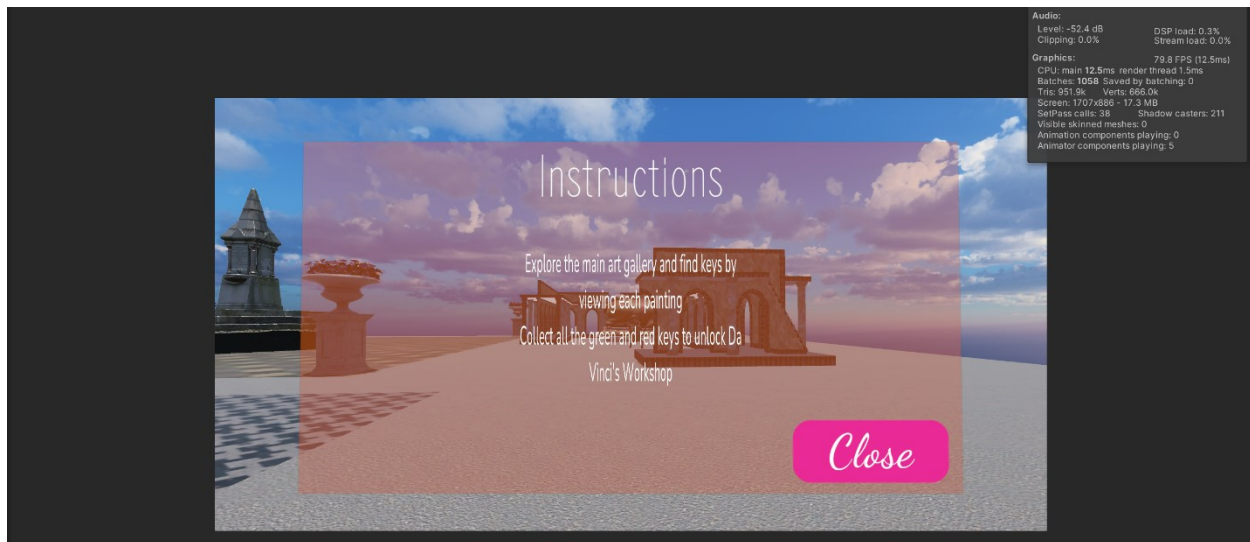 Audio:
Level: -52.4 dB
DSP load: 0.3%
Clipping: 0.0%
Stream load: 0.0%
Graphics:
79.8 FPS (12.5ms)
CPU: main 12.5ms render thread 1.5ms
Batches: 1058 Saved by batching: 0
Tris: 951.9k Verts: 666.0k
Screen: 1707x886 - 17.3 MB
SetPass calls: 38 Shadow casters: 211
Visible skinned meshes: 0
Animation components playing: 0
Animator components playing: 5
Instructions
Explore the main art gallery and find keys by
viewing each painting
Collect all the green and red keys to unlock Da
Vinci's Workshop
Close